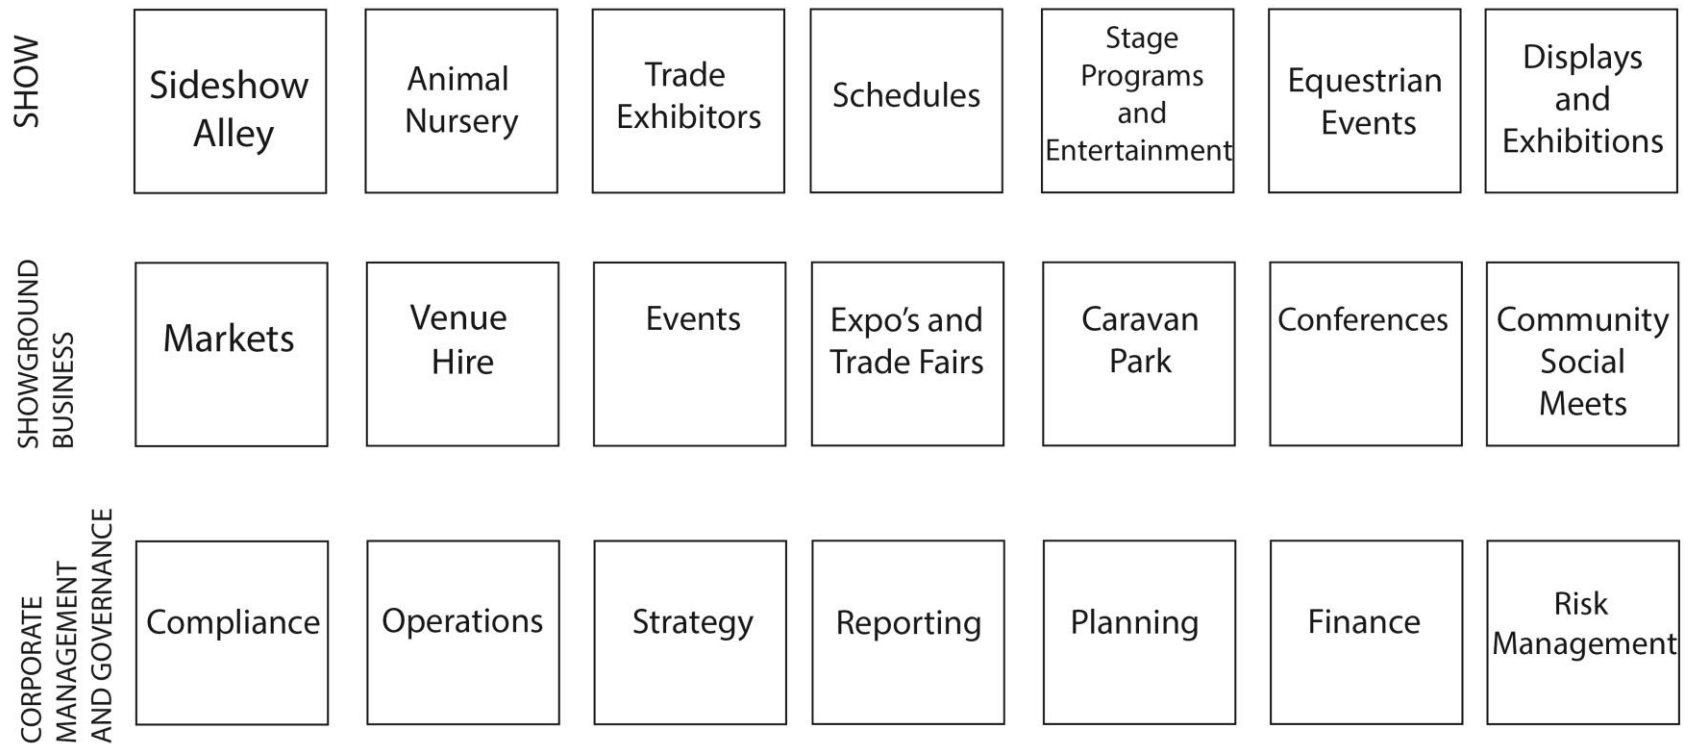 SHOW
Sideshow
Alley
Animal
Nursery
Trade
Exhibitors
Schedules
Stage
Programs
and
Entertainment
Equestrian
Events
Displays
and
Exhibitions
SHOWGROUND
BUSINESS
Markets
Venue
Hire
Events
Expo’s and
Trade Fairs
Caravan
Park
Conferences
Community
Social
Meets
CORPORATE
MANAGEMENT
AND GOVERNANCE
Compliance
Operations
Strategy
Reporting
Planning
Finance
Risk
Management